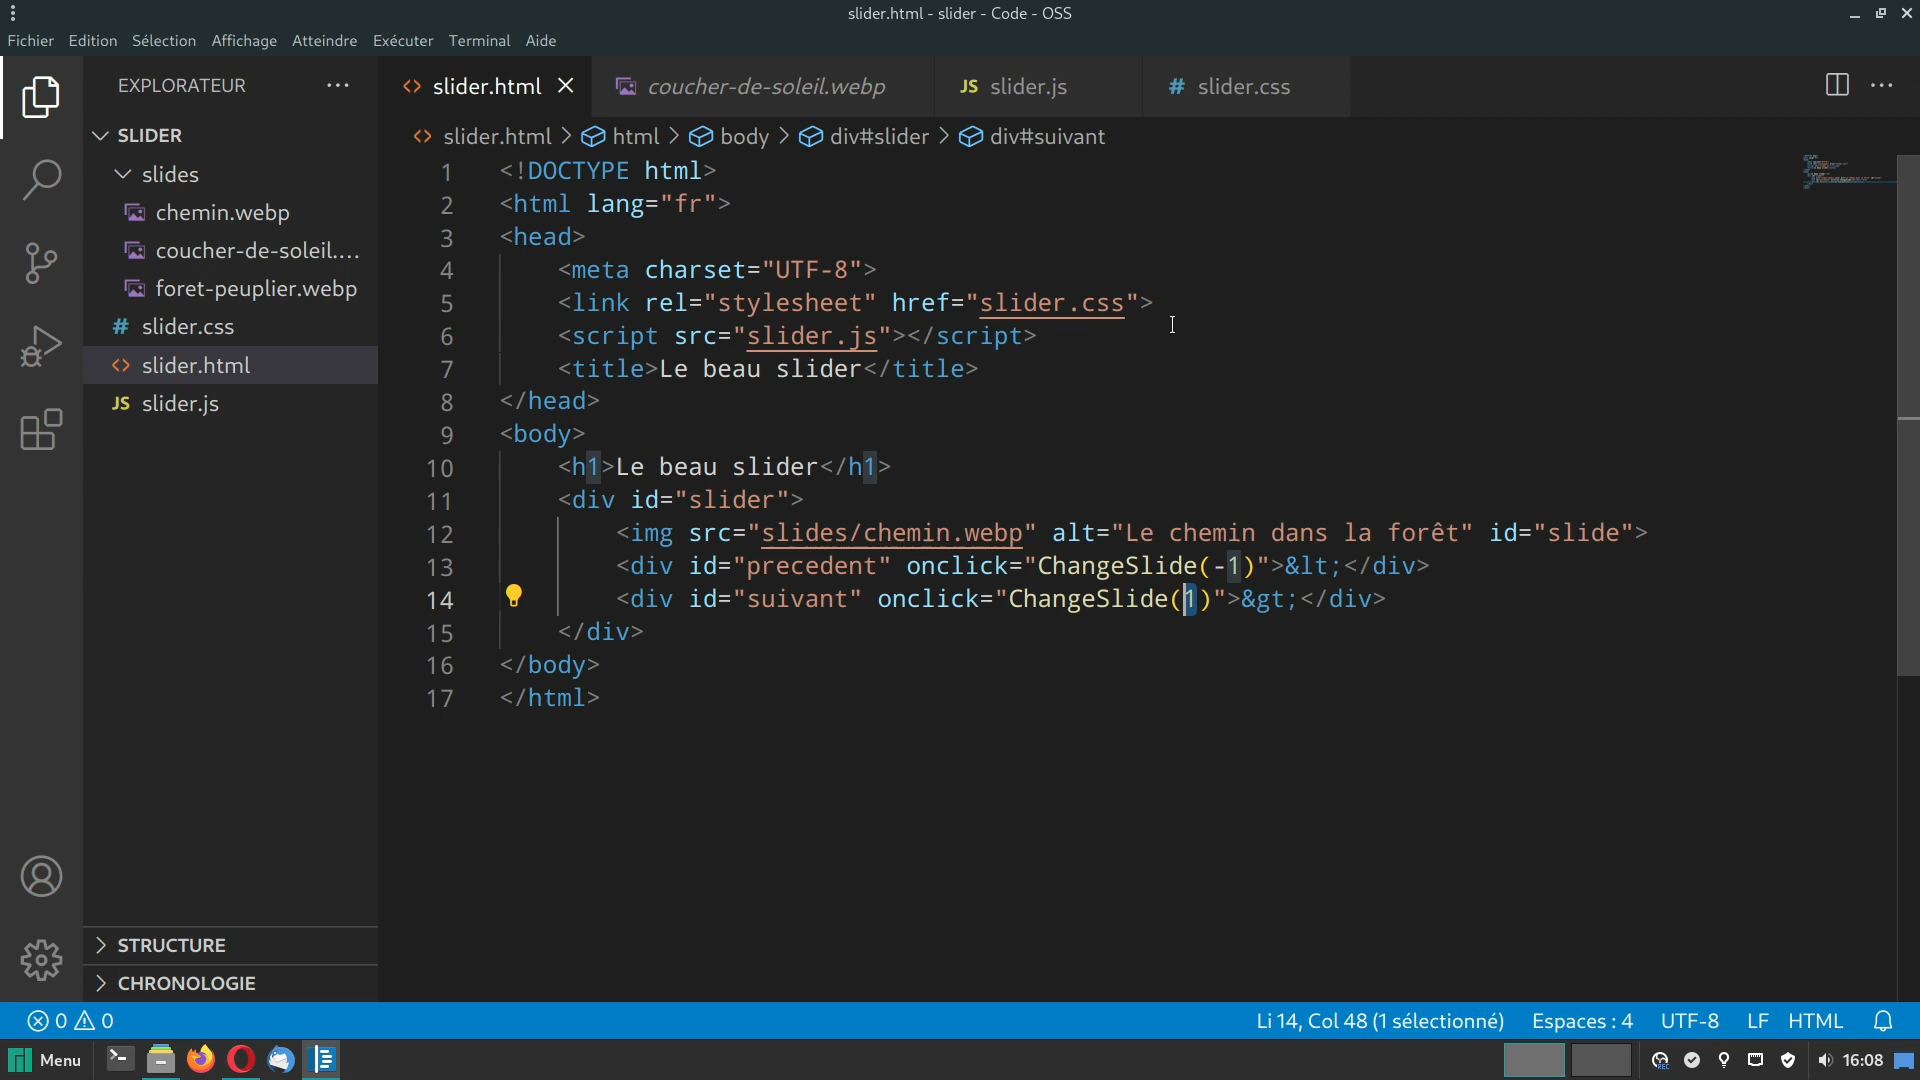 slider.html - slider - Code - OSS
Fichier Edition Sélection Affichage Atteindre Exécuter Terminal Aide
EXPLORATEUR
SLIDER
slides
chemin.webp
coucher-de-soleil....
foret-peuplier.webp
# slider.css
<> slider.html
JS slider.js
STRUCTURE
CHRONOLOGIE
<> slider.html
coucher-de-soleil.webp
JS slider.js
# slider.css
<> slider.html > html > body > div#slider > div#suivant
1 <!DOCTYPE html>
2 <html lang="fr">
3 <head>
4     <meta charset="UTF-8">
5     <link rel="stylesheet" href="slider.css">
6     <script src="slider.js"></script>
7     <title>Le beau slider</title>
8 </head>
9 <body>
10     <h1>Le beau slider</h1>
11     <div id="slider">
12         <img src="slides/chemin.webp" alt="Le chemin dans la forêt" id="slide">
13         <div id="precedent" onclick="ChangeSlide(-1)">&lt;</div>
14         <div id="suivant" onclick="ChangeSlide(1)">&gt;</div>
15     </div>
16 </body>
17 </html>
0 0
Li 14, Col 48 (1 sélectionné) Espaces : 4 UTF-8 LF HTML
Menu
16:08